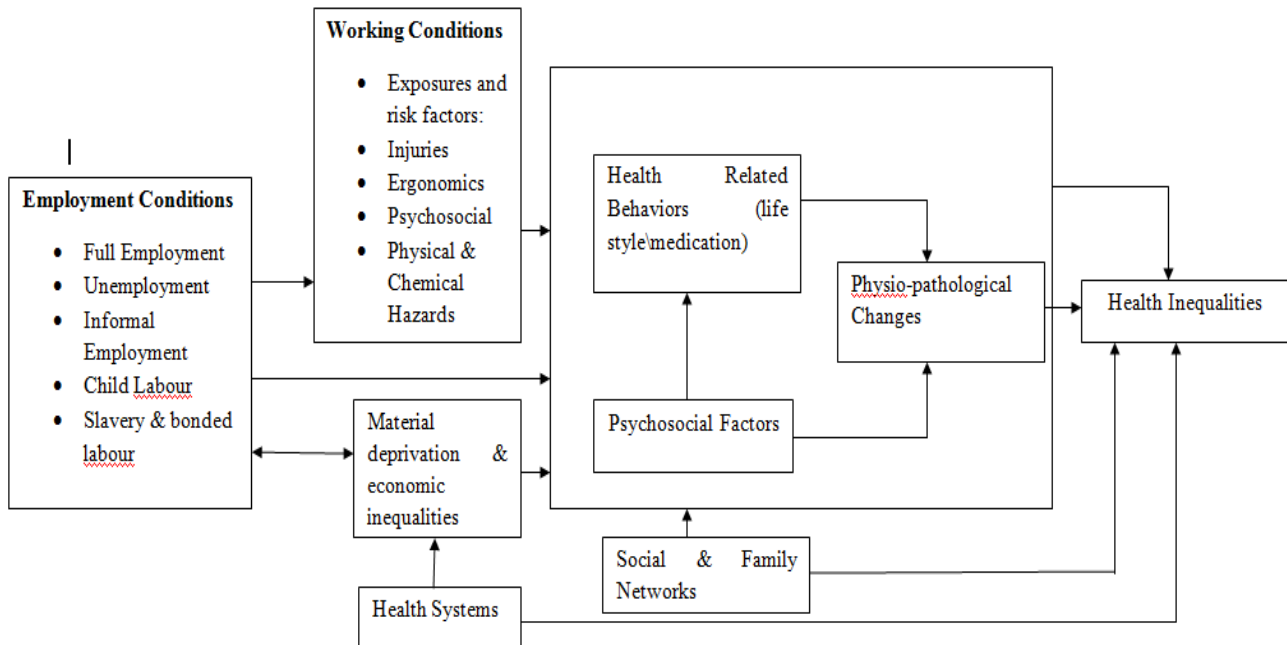 Working Conditions
• Exposures and
risk factors:
• Injuries
• Ergonomics
• Psychosocial
• Physical &
Chemical
Hazards
Employment Conditions
• Full Employment
• Unemployment
• Informal
Employment
• Child Labour
• Slavery & bonded
labour
Material
deprivation &
economic
inequalities
Health Systems
Health Related
Behaviors (life
style\medication)
Psychosocial Factors
Physio-pathological
Changes
Social & Family
Networks
Health Inequalities